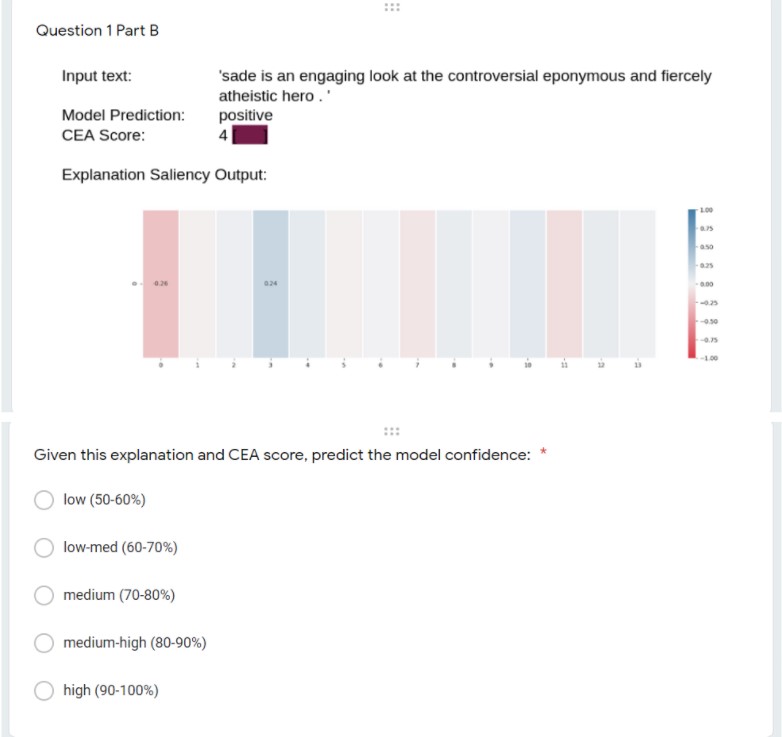 Question 1 Part B
Input text: 'sade is an engaging look at the controversial eponymous and fiercely
atheistic hero . '
Model Prediction: positive
CEA Score: 4
Explanation Saliency Output:
0 -0.26 0.24
0 1 2 3 4 5 6 7 8 9 10 11 12 13
1.00
0.75
0.50
0.25
0.00
-0.25
-0.50
-0.75
-1.00
Given this explanation and CEA score, predict the model confidence: *
low (50-60%)
low-med (60-70%)
medium (70-80%)
medium-high (80-90%)
high (90-100%)